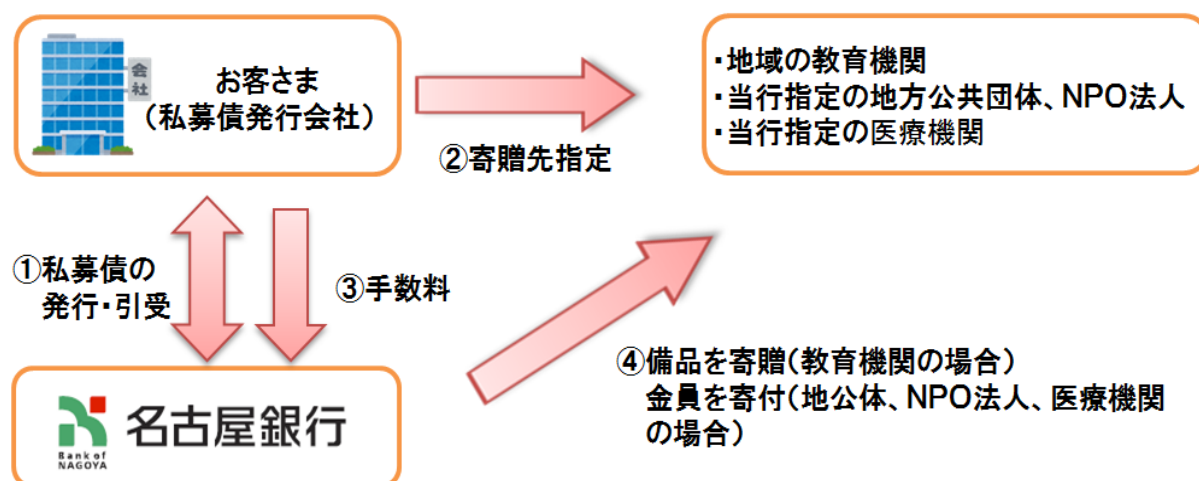 会社
お客さま
（私募債発行会社）
・地域の教育機関
・当行指定の地方公共団体、NPO法人
・当行指定の医療機関
②寄贈先指定
①私募債の
発行・引受
③手数料
④備品を寄贈（教育機関の場合）
金員を寄付（地公体、NPO法人、医療機関
の場合）
名古屋銀行
Bank of
NAGOYA